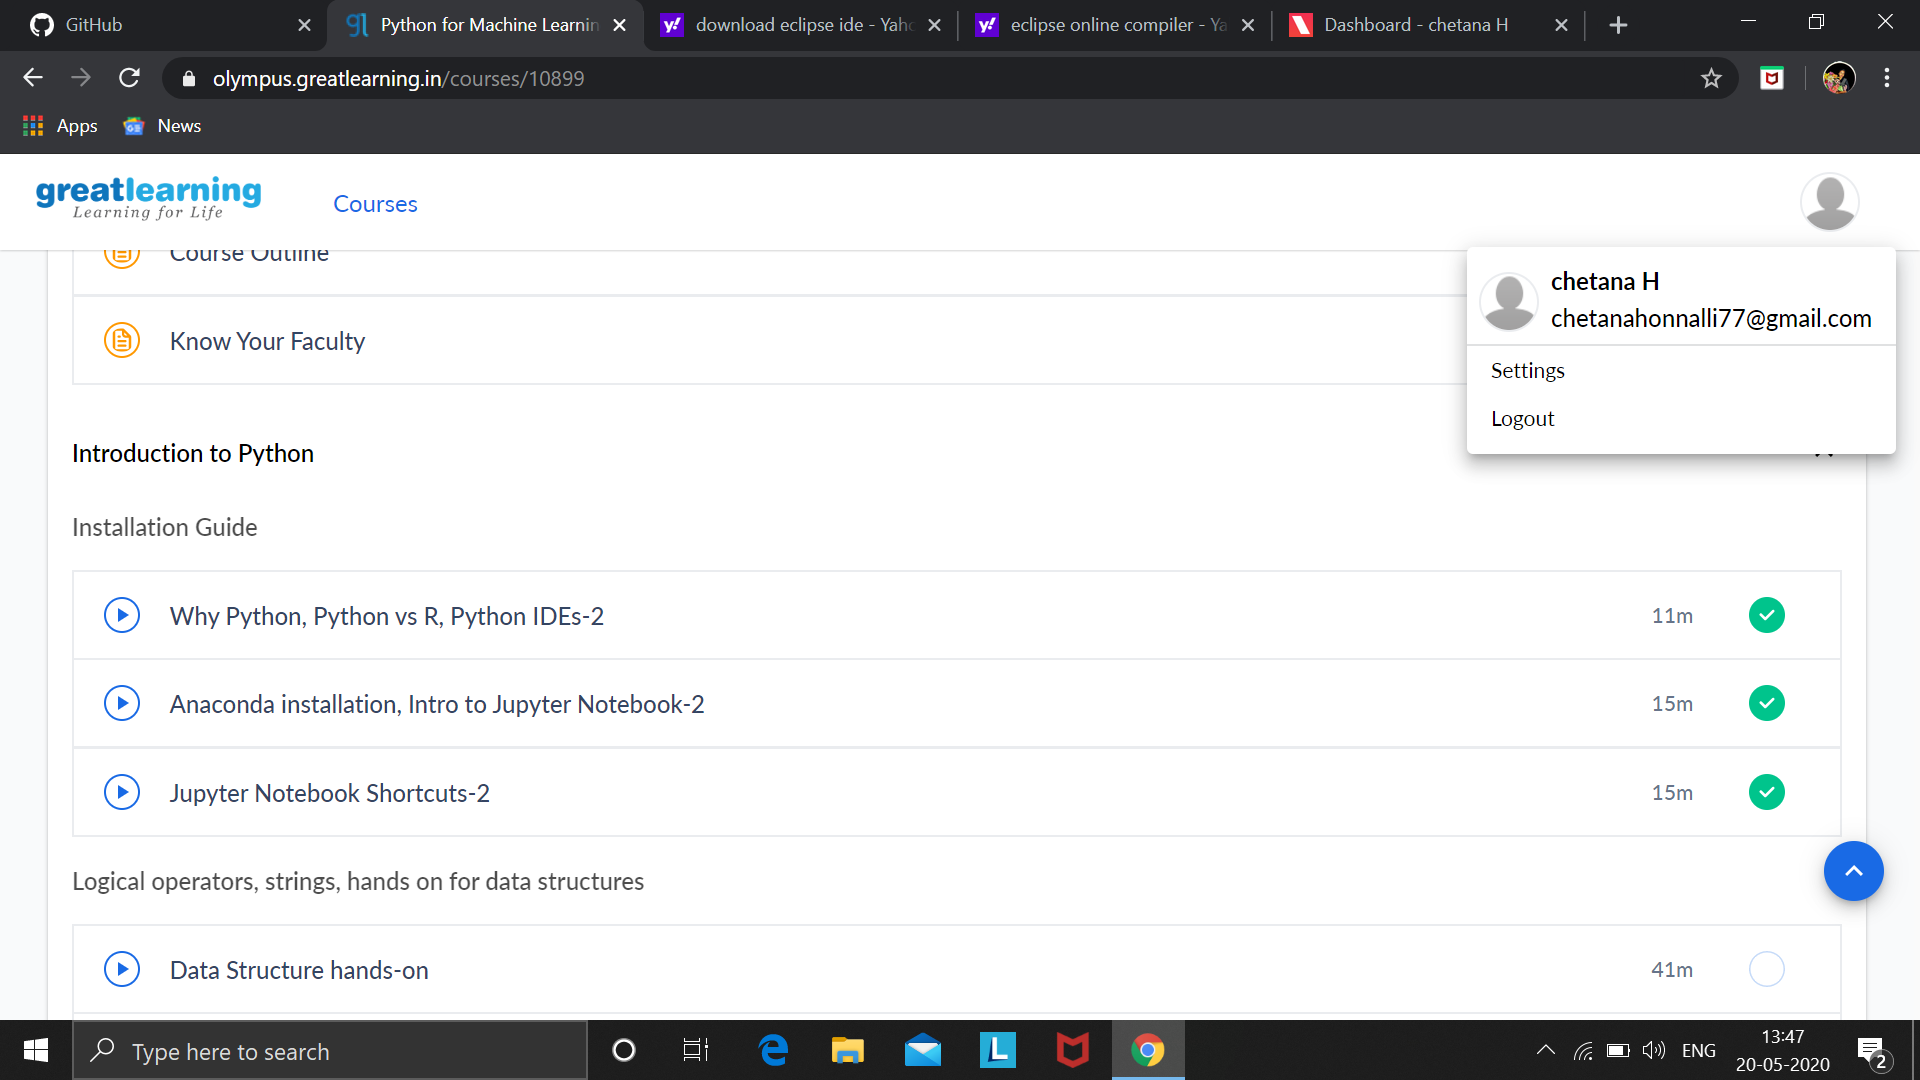 GitHub
Python for Machine Learnin
download eclipse ide - Yaho
eclipse online compiler - Ya
Dashboard - chetana H
olympus.greatlearning.in/courses/10899
Apps
News
greatlearning
Learning for Life
Courses
Course Outline
Know Your Faculty
chetana H
chetanahonnalli77@gmail.com
Settings
Logout
Introduction to Python
Installation Guide
Why Python, Python vs R, Python IDEs-2 11m
Anaconda installation, Intro to Jupyter Notebook-2 15m
Jupyter Notebook Shortcuts-2 15m
Logical operators, strings, hands on for data structures
Data Structure hands-on 41m
Type here to search
ENG
13:47
20-05-2020
2